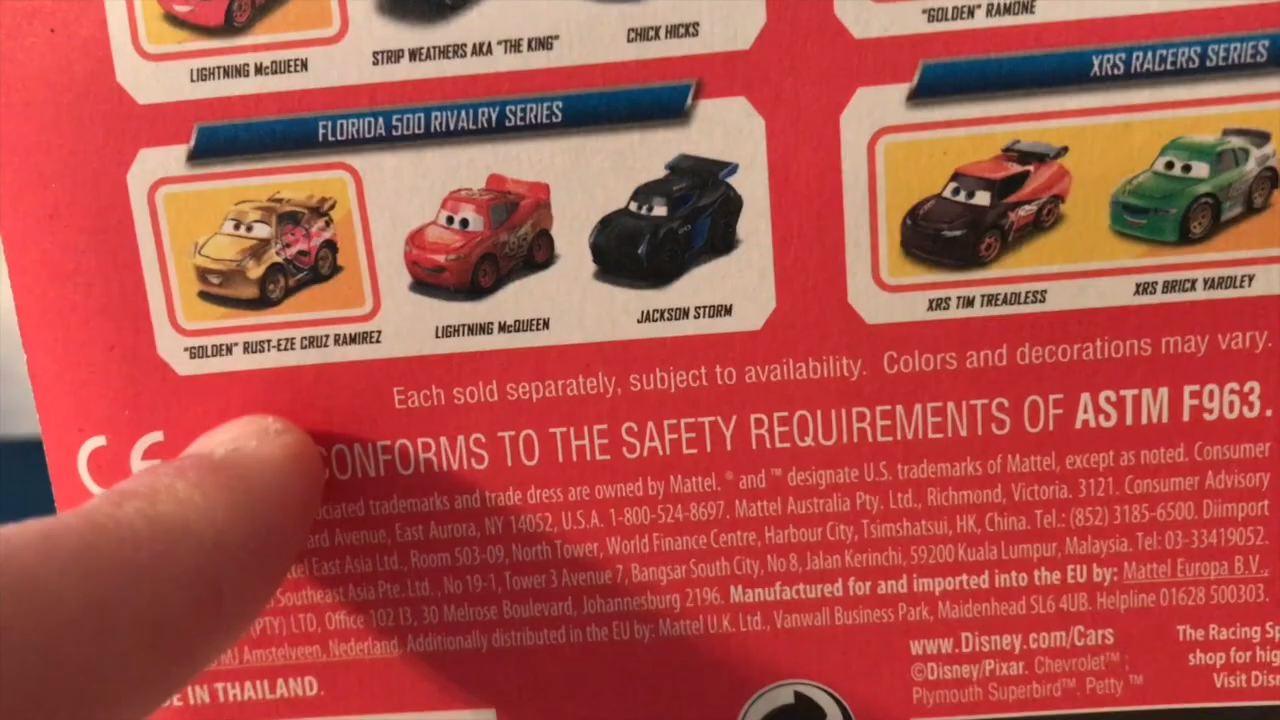 "GOLDEN" RAMONE
CHICK HICKS
STRIP WEATHERS AKA "THE KING"
LIGHTNING McQUEEN
XRS RACERS SERIES
FLORIDA 500 RIVALRY SERIES
"GOLDEN" RUST-EZE CRUZ RAMIREZ
LIGHTNING McQUEEN
JACKSON STORM
XRS TIM TREADLESS
XRS BRICK YARDLEY
Each sold separately, subject to availability. Colors and decorations may vary.
CE
CONFORMS TO THE SAFETY REQUIREMENTS OF ASTM F963.
trademarks and trade dress are owned by Mattel. ® and ™ designate U.S. trademarks of Mattel, except as noted. Consumer
Avenue, East Aurora, NY 14052, U.S.A. 1-800-524-8697. Mattel Australia Pty. Ltd., Richmond, Victoria. 3121. Consumer Advisory
East Asia Ltd., Room 503-09, North Tower, World Finance Centre, Harbour City, Tsimshatsui, HK, China. Tel.: (852) 3185-6500. Diimport
Southeast Asia Pte. Ltd., No 19-1, Tower 3 Avenue 7, Bangsar South City, No 8, Jalan Kerinchi, 59200 Kuala Lumpur, Malaysia. Tel: 03-33419052.
(PTY) LTD, Office 102 I3, 30 Melrose Boulevard, Johannesburg 2196. Manufactured for and imported into the EU by: Mattel Europa B.V.,
MJ Amstelveen, Nederland. Additionally distributed in the EU by: Mattel U.K. Ltd., Vanwall Business Park, Maidenhead SL6 4UB. Helpline 01628 500303.
IN THAILAND.
www.Disney.com/Cars
©Disney/Pixar. Chevrolet™;
Plymouth Superbird™. Petty™
The Racing
shop for
Visit